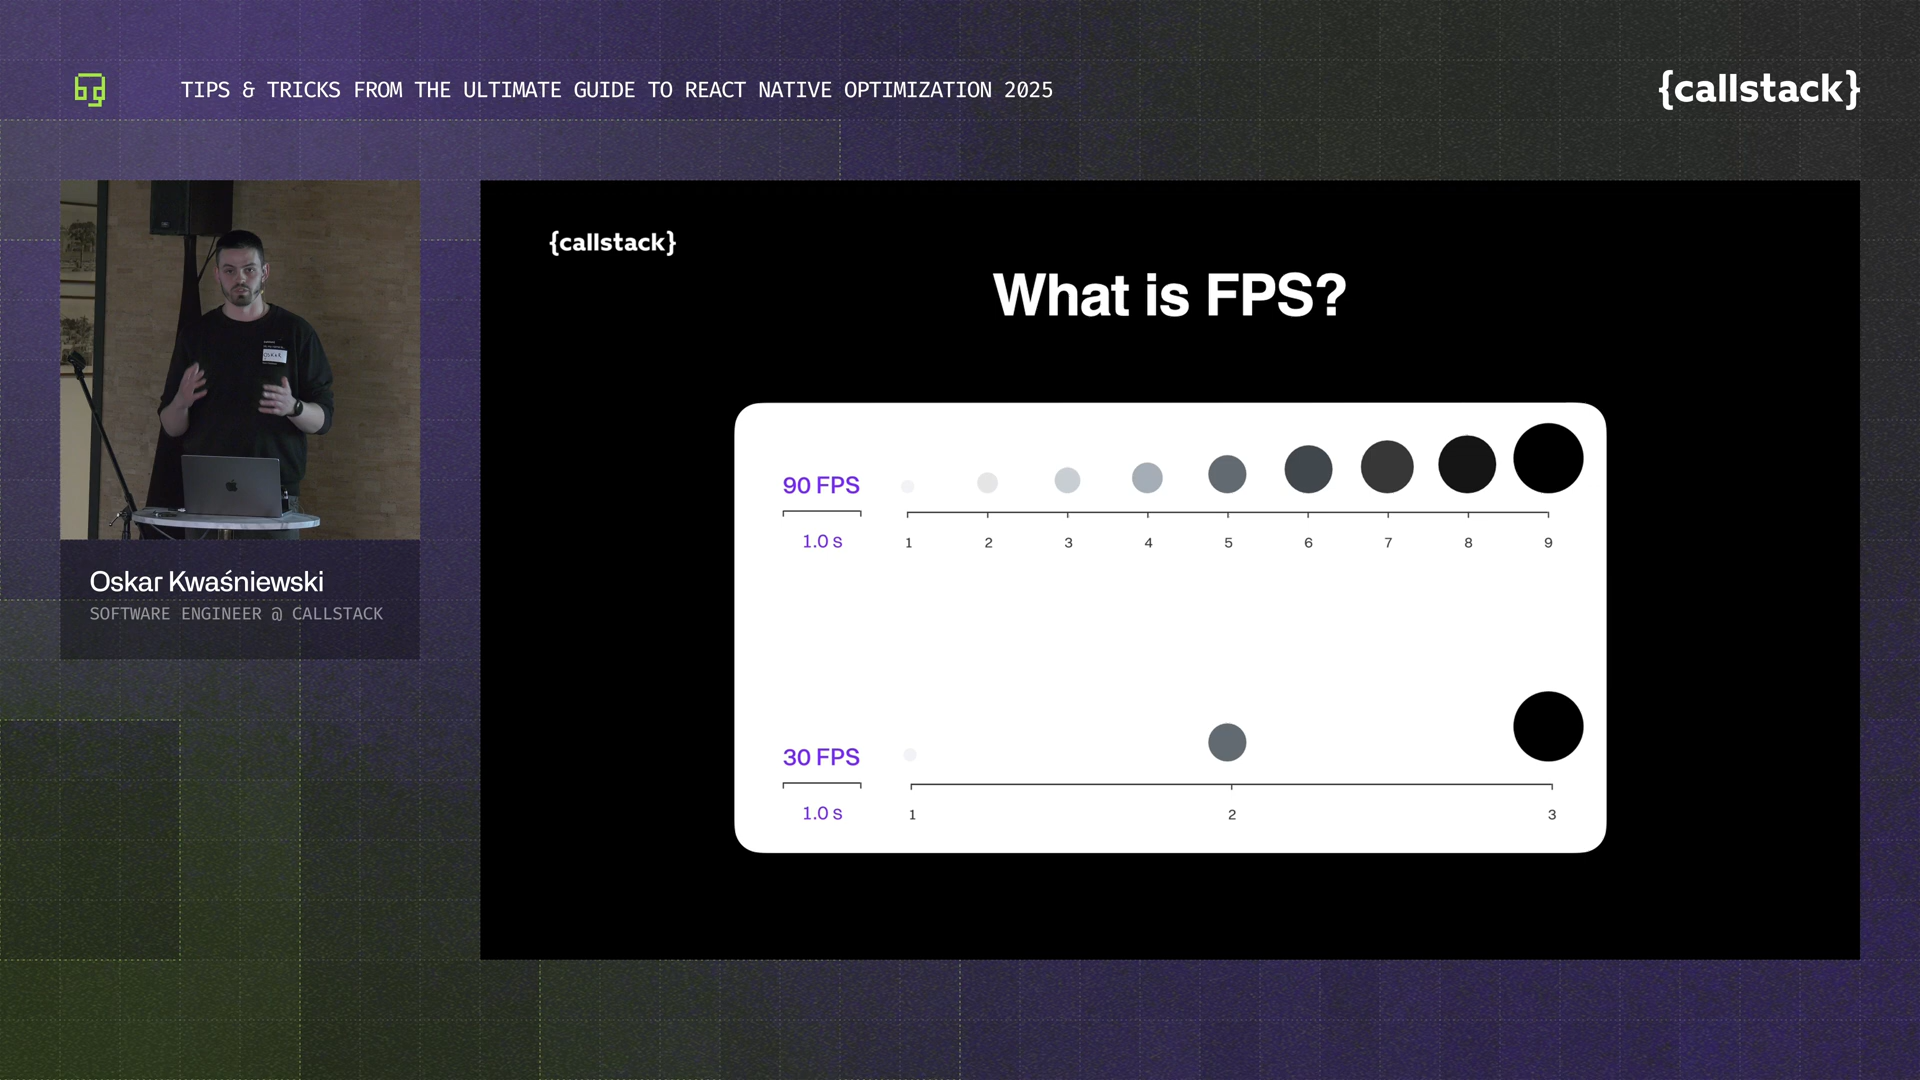 TIPS & TRICKS FROM THE ULTIMATE GUIDE TO REACT NATIVE OPTIMIZATION 2025
{callstack}
{callstack}
What is FPS?
90 FPS
1.0 s
1 2 3 4 5 6 7 8 9
30 FPS
1.0 s
1 2 3
OSKAR
Oskar Kwaśniewski
SOFTWARE ENGINEER @ CALLSTACK